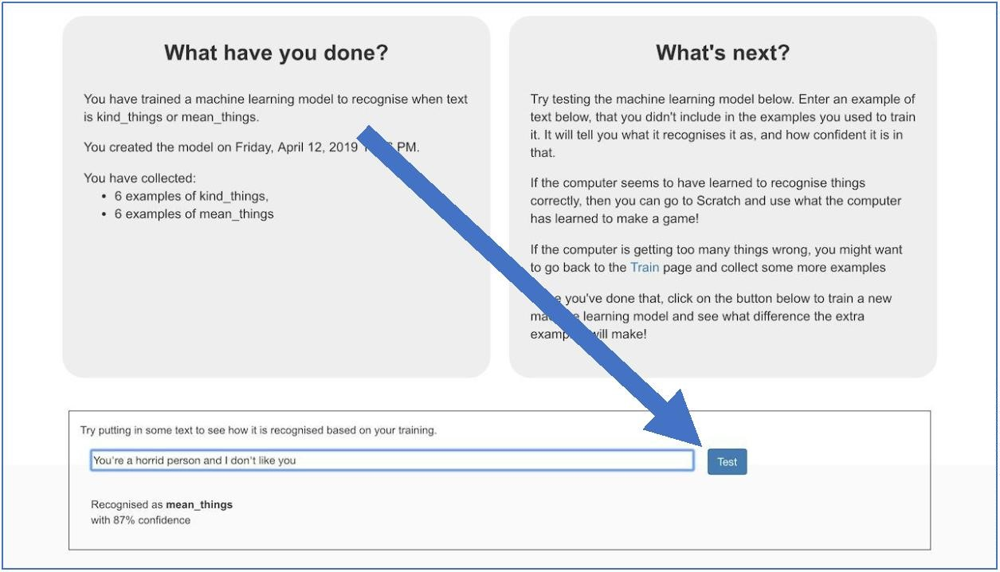 What have you done?
You have trained a machine learning model to recognise when text
is kind_things or mean_things.
You created the model on Friday, April 12, 2019 PM.
You have collected:
• 6 examples of kind_things,
• 6 examples of mean_things
What's next?
Try testing the machine learning model below. Enter an example of
text below, that you didn't include in the examples you used to train
it. It will tell you what it recognises it as, and how confident it is in
that.
If the computer seems to have learned to recognise things
correctly, then you can go to Scratch and use what the computer
has learned to make a game!
If the computer is getting too many things wrong, you might want
to go back to the Train page and collect some more examples
you've done that, click on the button below to train a new
learning model and see what difference the extra
will make!
Try putting in some text to see how it is recognised based on your training.
You're a horrid person and I don't like you
Test
Recognised as mean_things
with 87% confidence